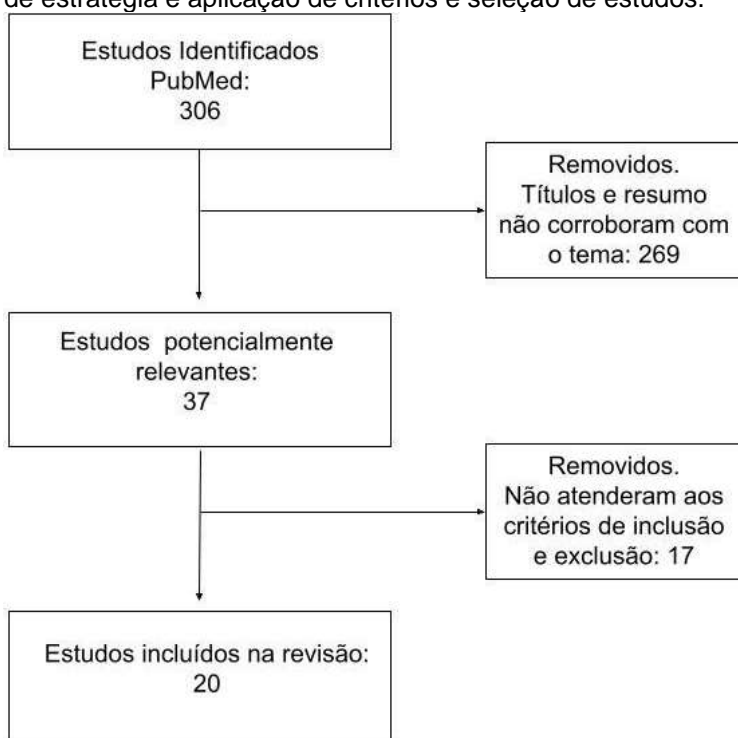 de estratégia e aplicação de critérios e seleção de estudos.
Estudos Identificados
PubMed:
306
Removidos.
Títulos e resumo
não corroboram com
o tema: 269
Estudos potencialmente
relevantes:
37
Removidos.
Não atenderam aos
critérios de inclusão
e exclusão: 17
Estudos incluídos na revisão:
20